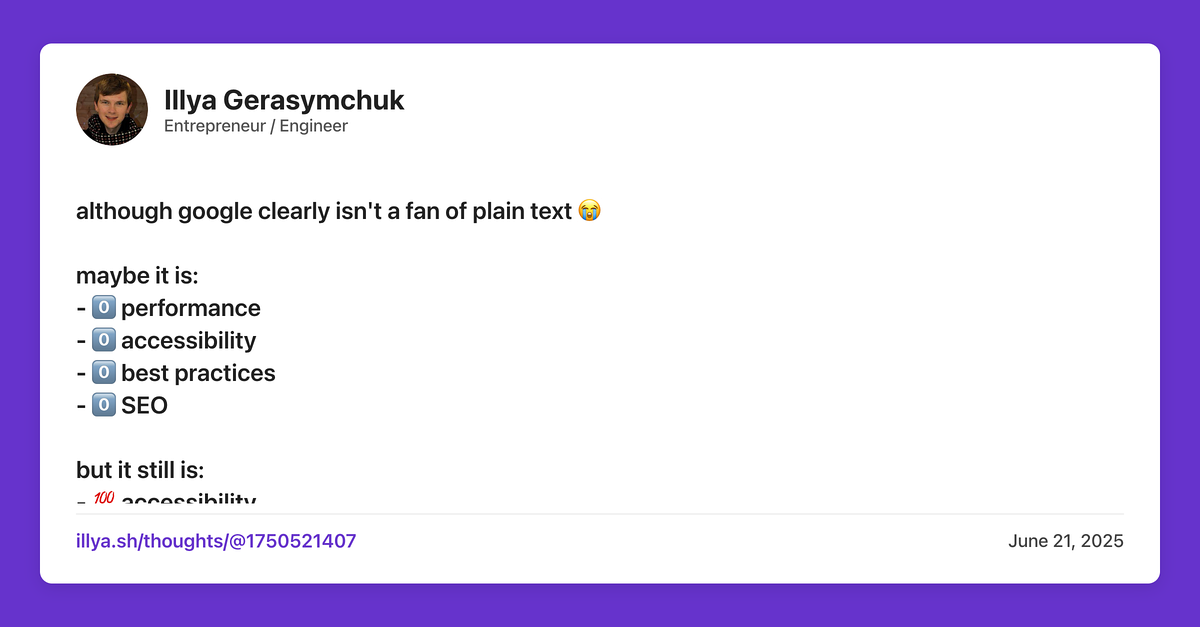 Illya Gerasymchuk
Entrepreneur / Engineer
although google clearly isn't a fan of plain text 😭
maybe it is:
- 0️⃣ performance
- 0️⃣ accessibility
- 0️⃣ best practices
- 0️⃣ SEO
but it still is:
- 💯 accessibility
illya.sh/thoughts/@1750521407
June 21, 2025